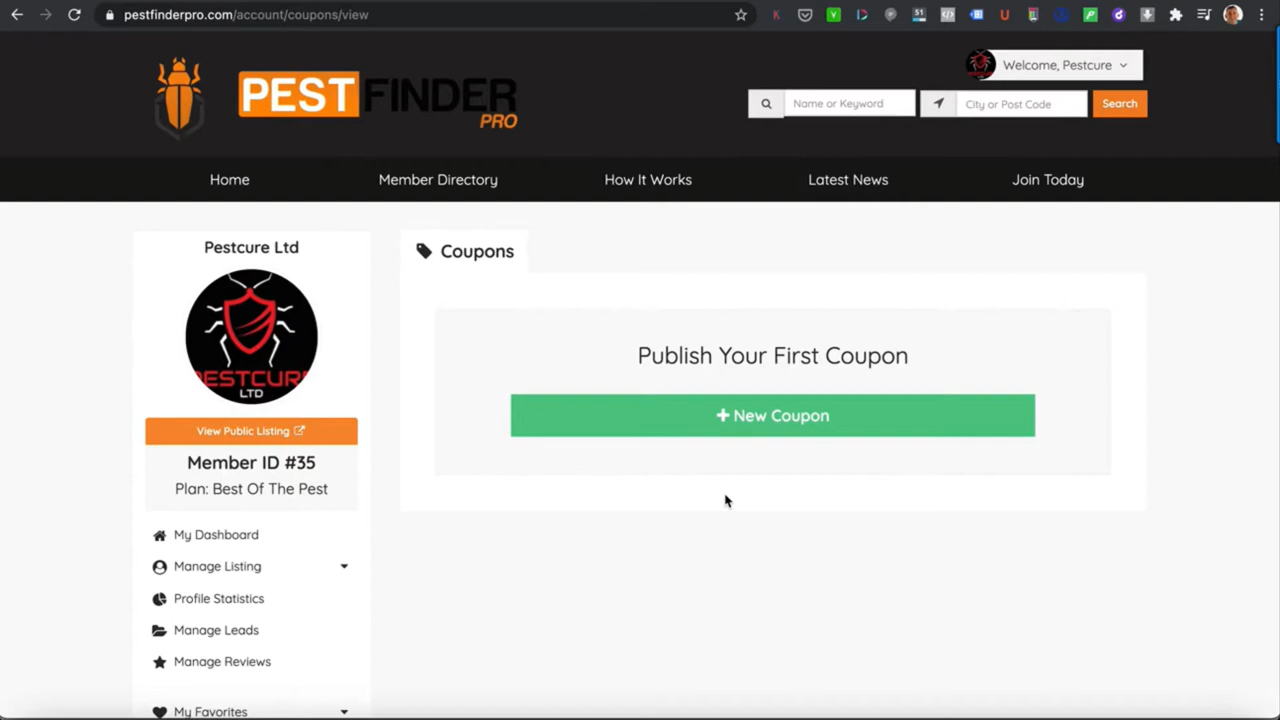 pestfinderpro.com/account/coupons/view
51
PEST FINDER
PRO
Welcome, Pestcure
Name or Keyword
City or Post Code
Search
Home
Member Directory
How It Works
Latest News
Join Today
Pestcure Ltd
PESTCURE
LTD
View Public Listing
Member ID #35
Plan: Best Of The Pest
My Dashboard
Manage Listing
Profile Statistics
Manage Leads
Manage Reviews
My Favorites
Coupons
Publish Your First Coupon
+ New Coupon